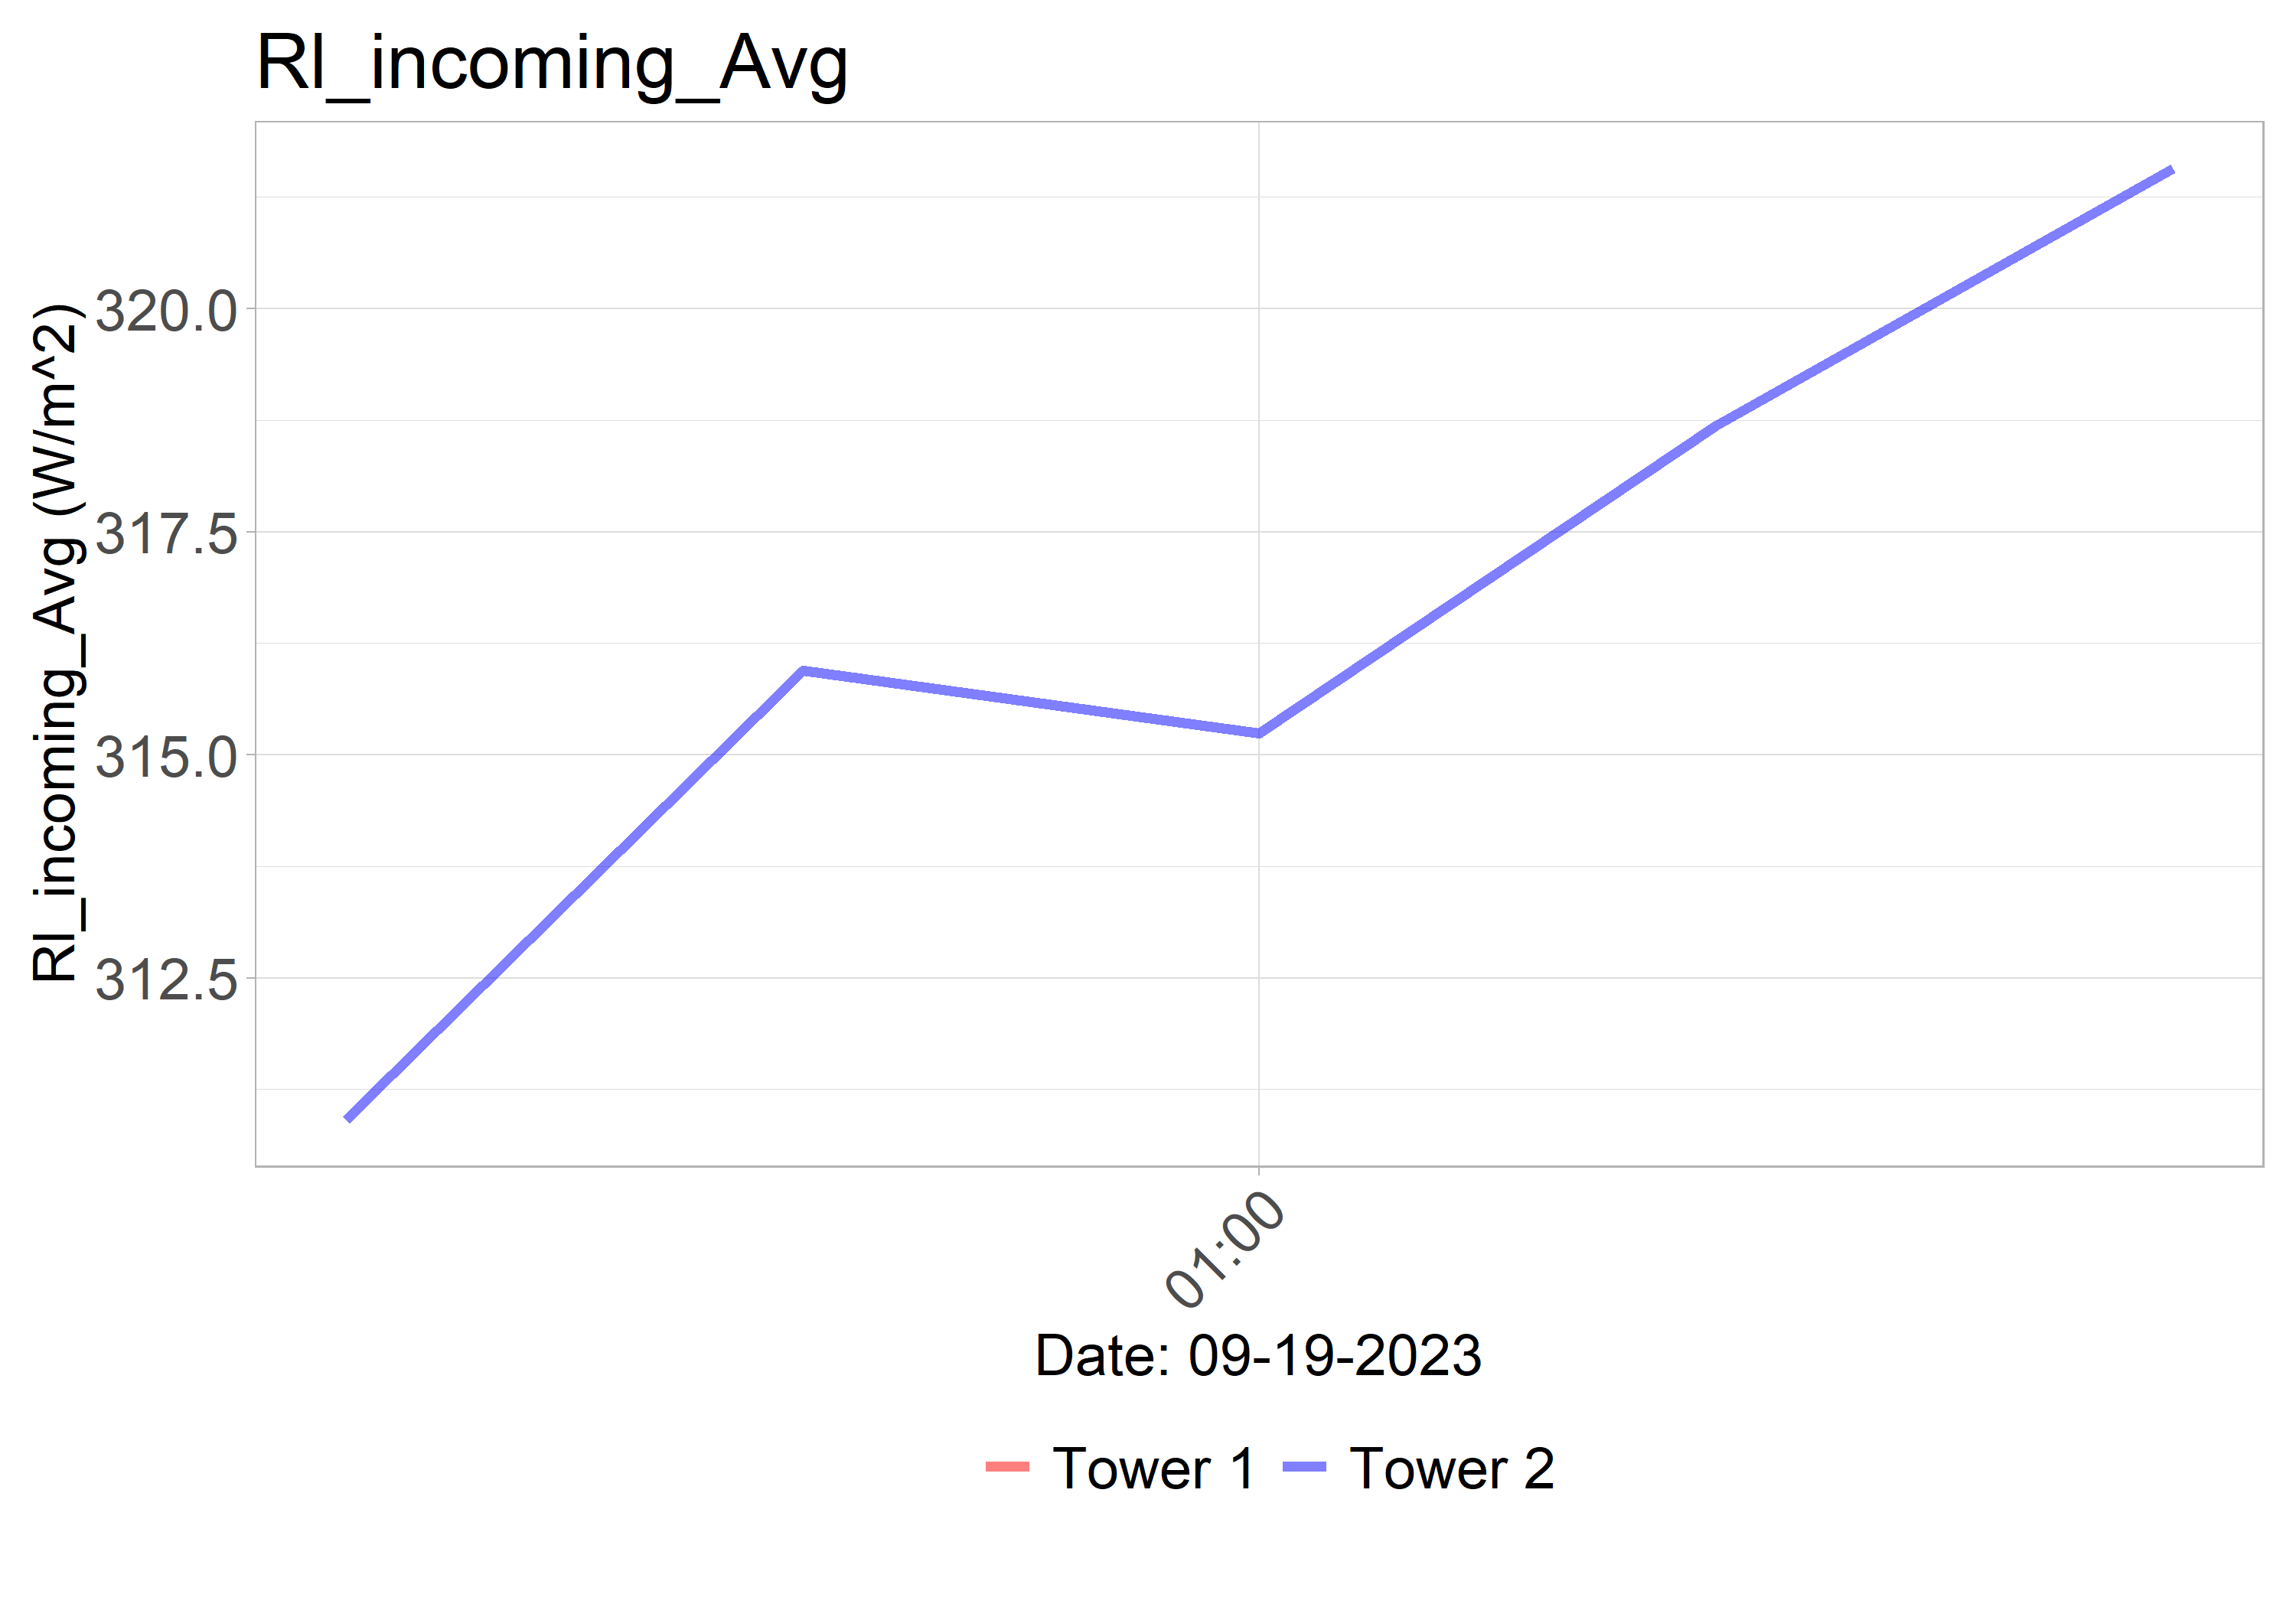 Rl_incoming_Avg
Rl_incoming_Avg (W/m^2)
320.0
317.5
315.0
312.5
01:00
Date: 09-19-2023
Tower 1 Tower 2